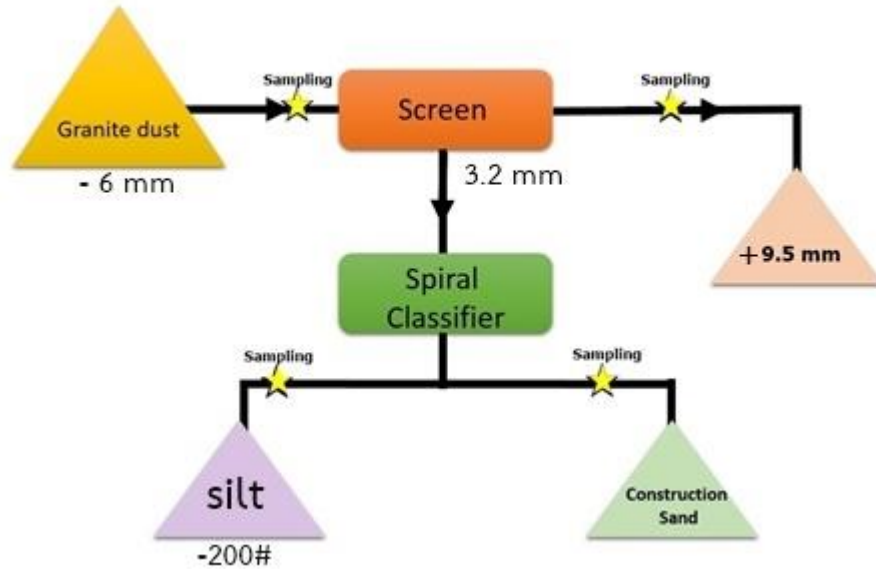 Sampling
Sampling
Screen
Granite dust
- 6 mm
3.2 mm
+9.5 mm
Spiral
Classifier
Sampling
Sampling
silt
Construction
Sand
-200#